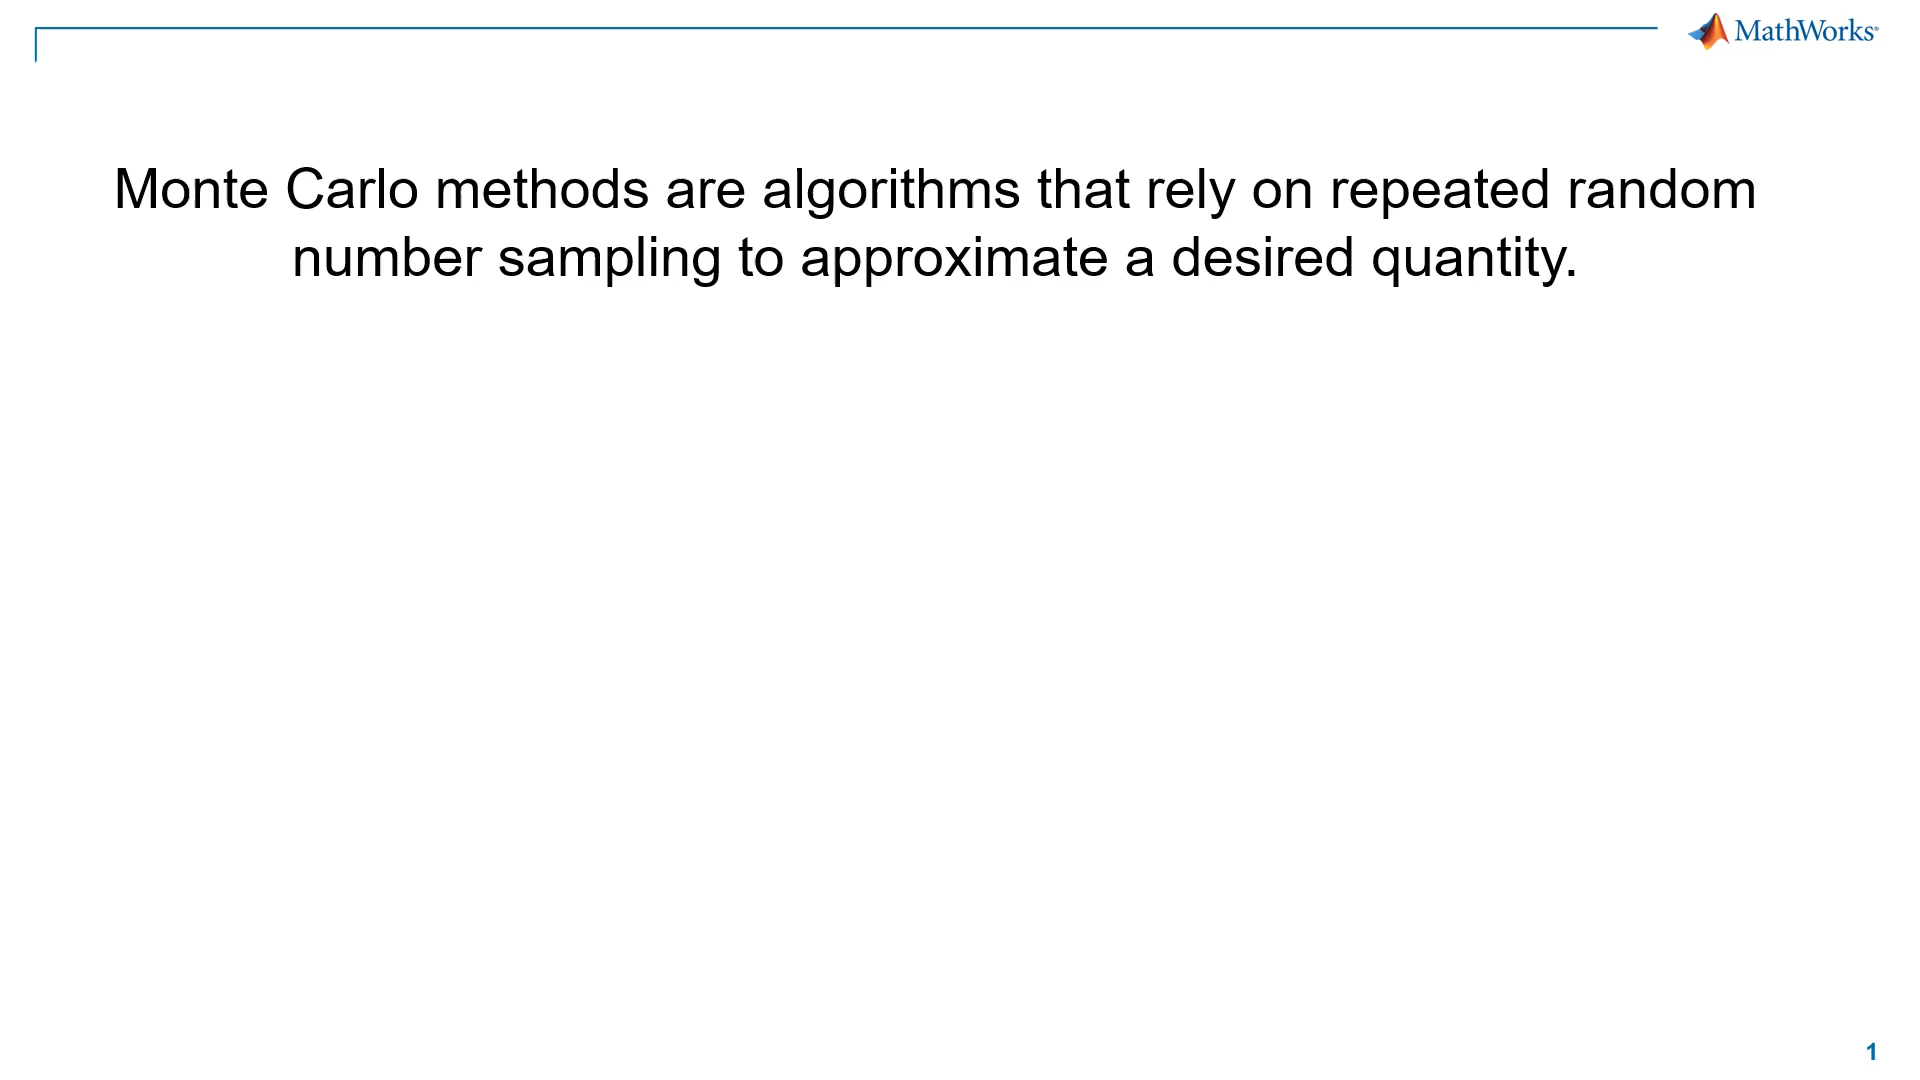 MathWorks®
Monte Carlo methods are algorithms that rely on repeated random
number sampling to approximate a desired quantity.
1